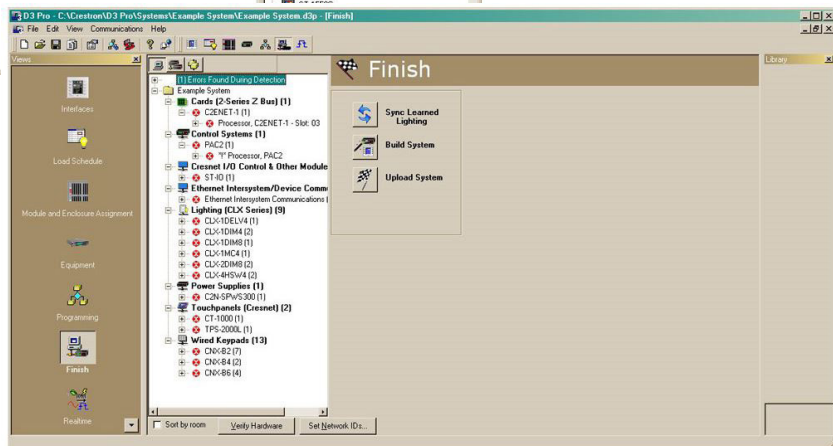 D3 Pro - C:\Crestron\D3 Pro\Systems\Example System\Example System.d3p - [Finish]
File Edit View Communications Help
Views
Interfaces
Load Schedule
Module and Enclosure Assignment
Equipment
Programming
Finish
Realtime
(1) Errors Found During Detection
Example System
Cards (2-Series Z Bus) (1)
C2ENET-1 (1)
Processor, C2ENET-1 - Slot: 03
Control Systems (1)
PAC2 (1)
"I" Processor, PAC2
Cresnet I/O Control & Other Module
ST-IO (1)
Ethernet Intersystem/Device Comm
Ethernet Intersystem Communications (
Lighting (CLX Series) (9)
CLX-1DELV4 (1)
CLX-1DIM4 (2)
CLX-1DIM8 (1)
CLX-1MC4 (1)
CLX-2DIM8 (2)
CLX-4HSW4 (2)
Power Supplies (1)
C2N-SPWS300 (1)
Touchpanels (Cresnet) (2)
CT-1000 (1)
TPS-2000L (1)
Wired Keypads (13)
CNX-B2 (7)
CNX-B4 (2)
CNX-B6 (4)
Sort by room Verify Hardware Set Network IDs...
Finish
Sync Learned
Lighting
Build System
Upload System
Library